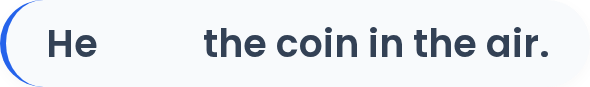 He the coin in the air.